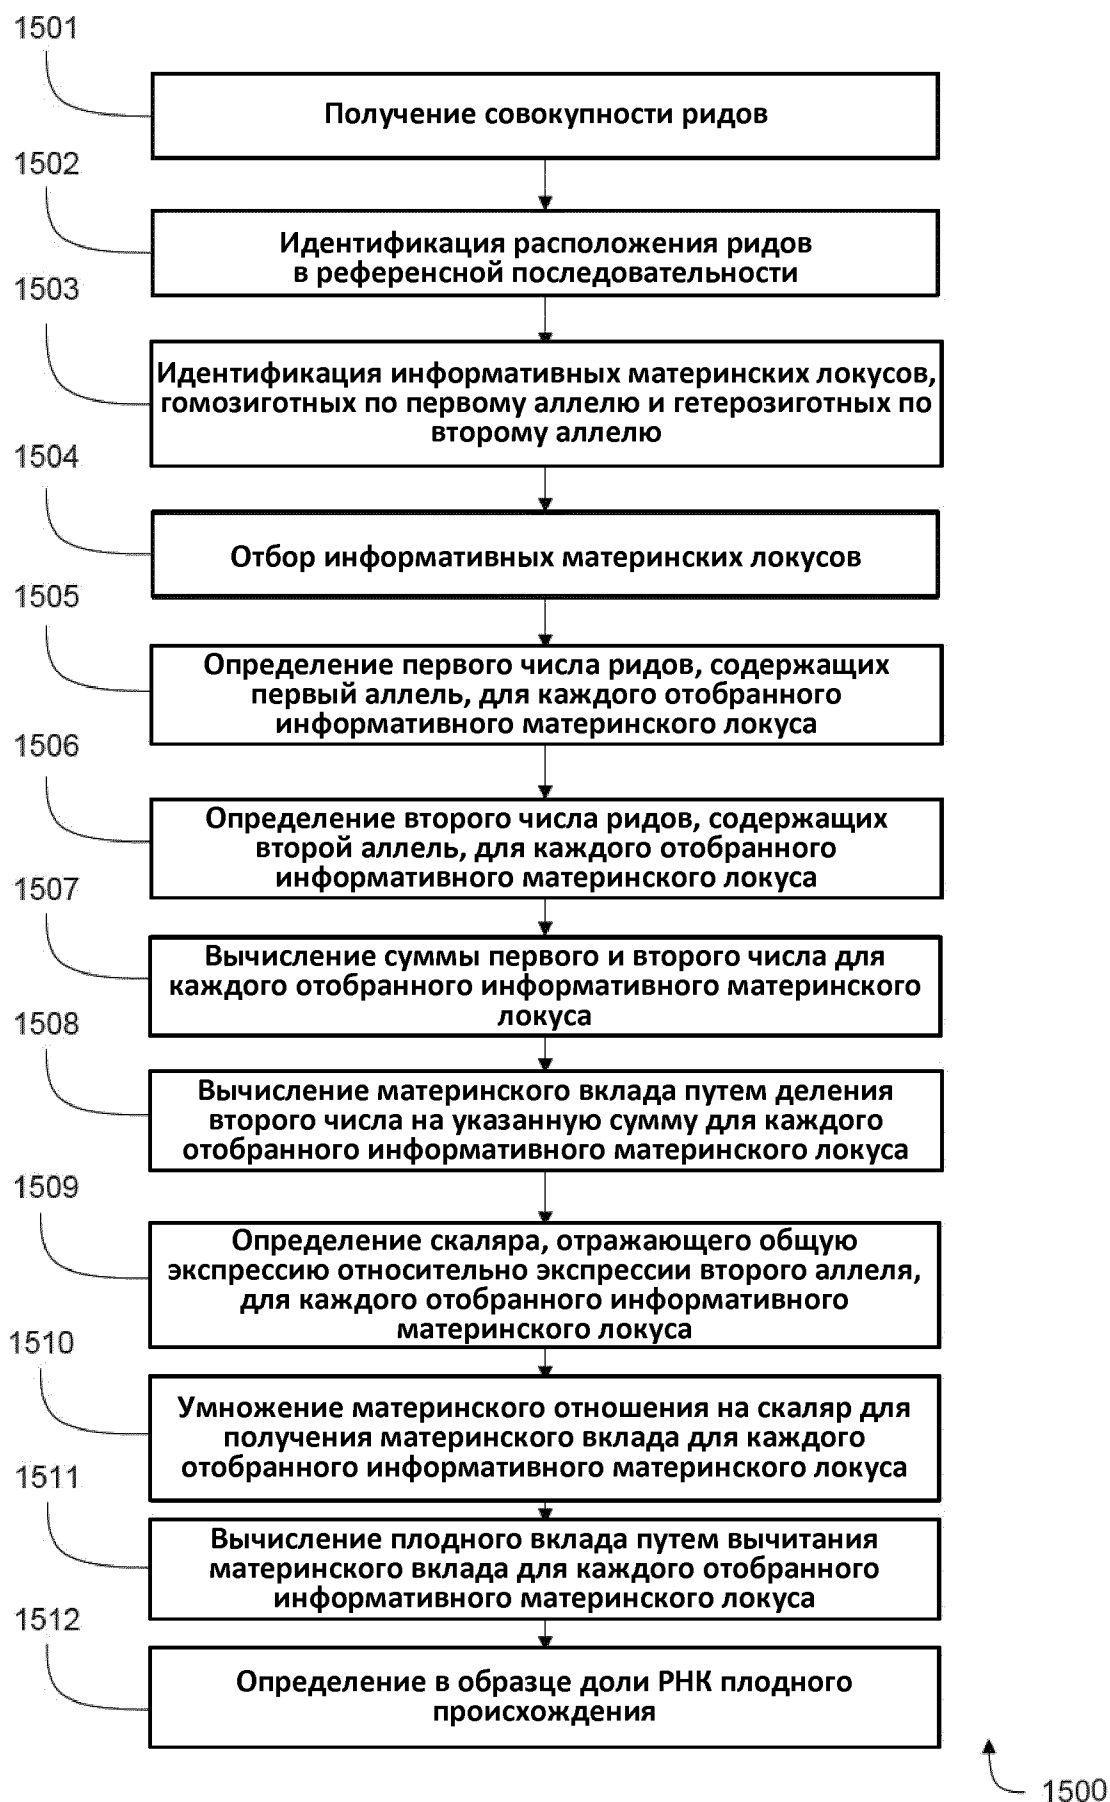 1501
Получение совокупности ридов
1502
Идентификация расположения ридов
в референсной последовательности
1503
Идентификация информативных материнских локусов,
гомозиготных по первому аллелю и гетерозиготных по
второму аллелю
1504
Отбор информативных материнских локусов
1505
Определение первого числа ридов, содержащих
первый аллель, для каждого отобранного
информативного материнского локуса
1506
Определение второго числа ридов, содержащих
второй аллель, для каждого отобранного
информативного материнского локуса
1507
Вычисление суммы первого и второго числа для
каждого отобранного информативного материнского
локуса
1508
Вычисление материнского вклада путем деления
второго числа на указанную сумму для каждого
отобранного информативного материнского локуса
1509
Определение скаляра, отражающего общую
экспрессию относительно экспрессии второго аллеля,
для каждого отобранного информативного
материнского локуса
1510
Умножение материнского отношения на скаляр для
получения материнского вклада для каждого
отобранного информативного материнского локуса
1511
Вычисление плодного вклада путем вычитания
материнского вклада для каждого отобранного
информативного материнского локуса
1512
Определение в образце доли РНК плодного
происхождения
1500